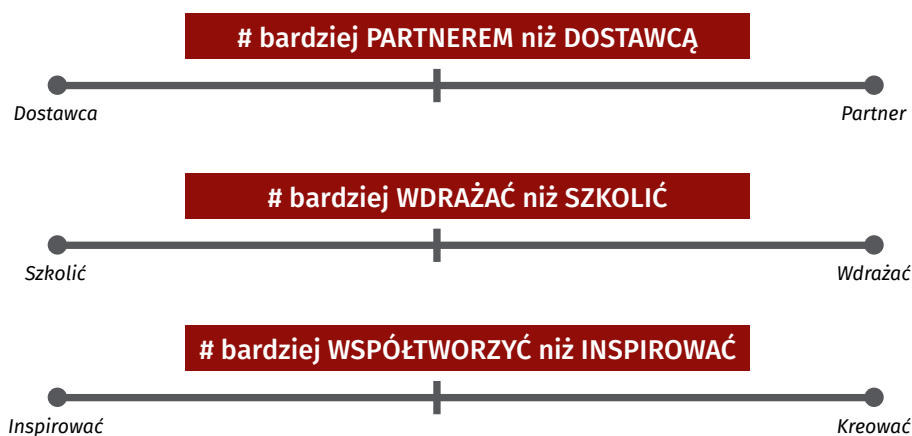 # bardziej PARTNEREM niż DOSTAWCĄ
Dostawca Partner
# bardziej WDRAŻAĆ niż SZKOLIĆ
Szkolić Wdrażać
# bardziej WSPÓŁTWORZYĆ niż INSPIROWAĆ
Inspirować Kreować